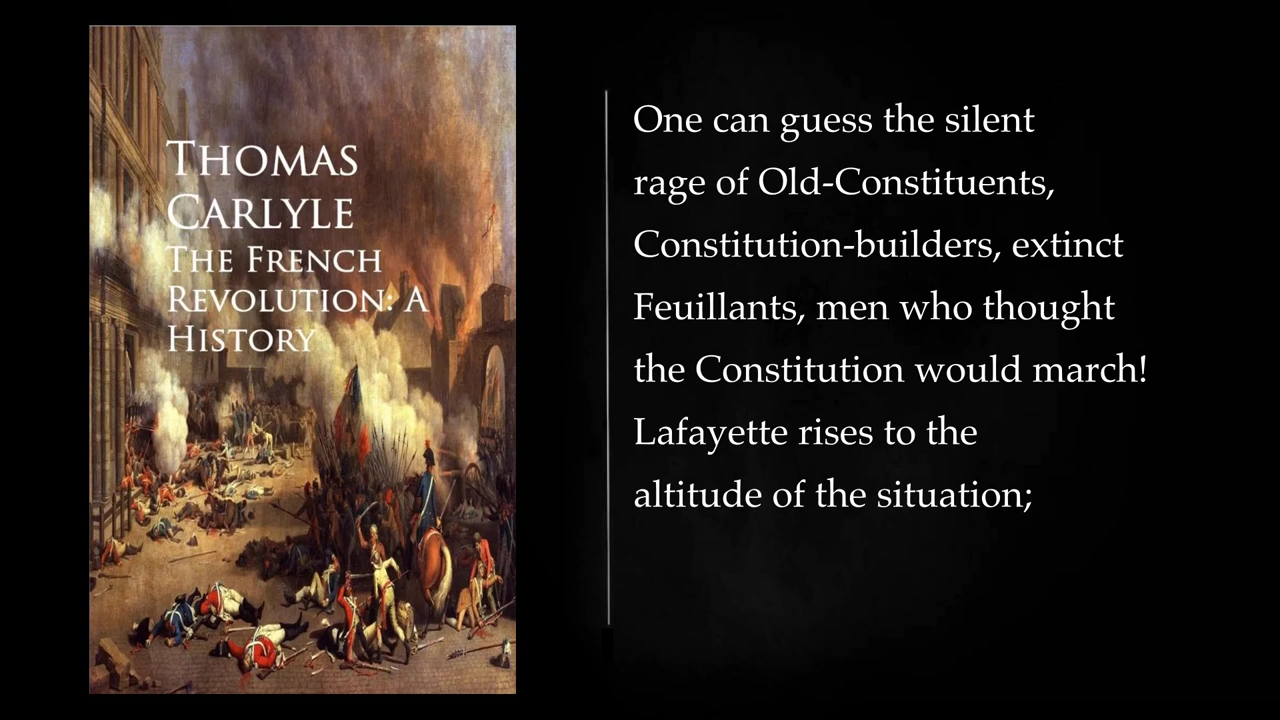 THOMAS
CARLYLE
THE FRENCH
REVOLUTION: A
HISTORY
One can guess the silent
rage of Old-Constituents,
Constitution-builders, extinct
Feuillants, men who thought
the Constitution would march!
Lafayette rises to the
altitude of the situation;